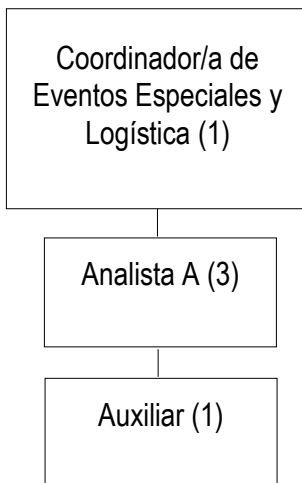 Coordinador/a de
Eventos Especiales y
Logística (1)
Analista A (3)
Auxiliar (1)